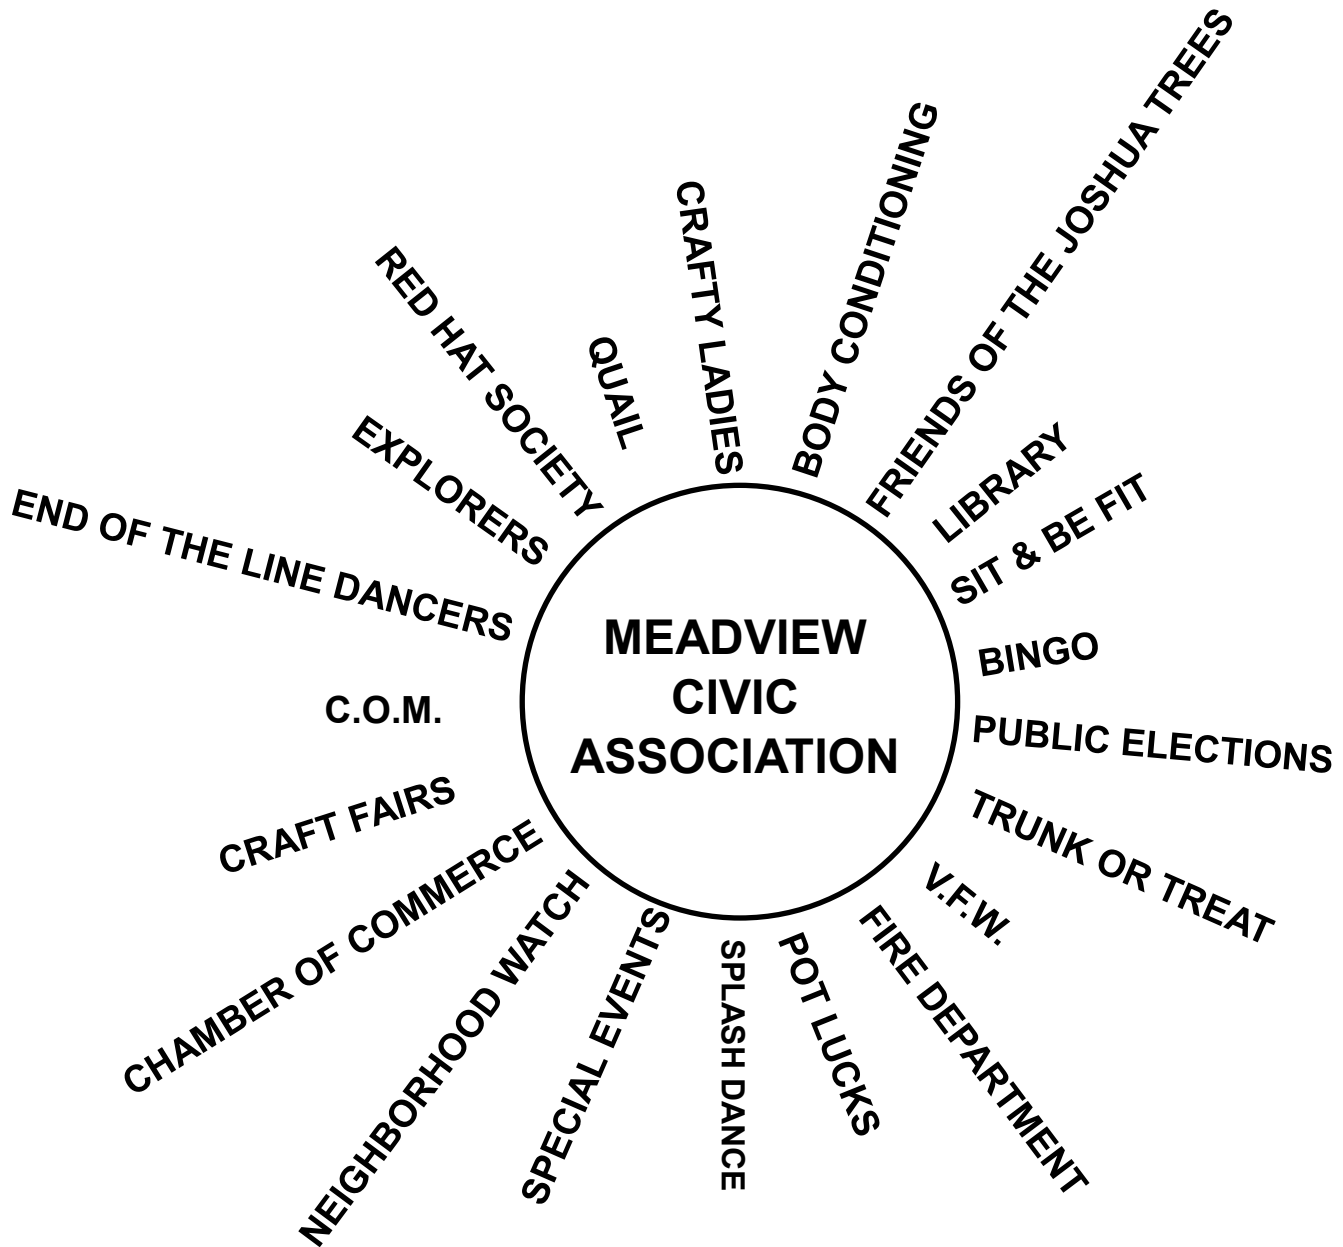 MEADVIEW
CIVIC
ASSOCIATION
CRAFTY LADIES
BODY CONDITIONING
FRIENDS OF THE JOSHUA TREES
LIBRARY
SIT & BE FIT
BINGO
PUBLIC ELECTIONS
TRUNK OR TREAT
V.F.W.
FIRE DEPARTMENT
POT LUCKS
SPLASH DANCE
SPECIAL EVENTS
NEIGHBORHOOD WATCH
CHAMBER OF COMMERCE
CRAFT FAIRS
C.O.M.
END OF THE LINE DANCERS
EXPLORERS
RED HAT SOCIETY
QUAIL